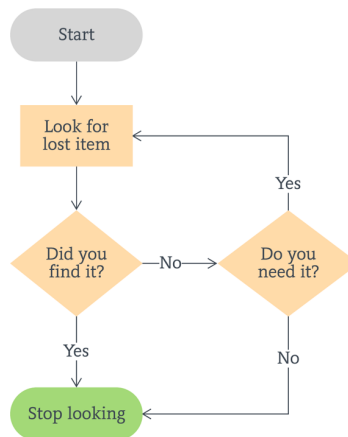 Start
Look for
lost item
Yes
Did you
find it?
No
Do you
need it?
Yes
No
Stop looking